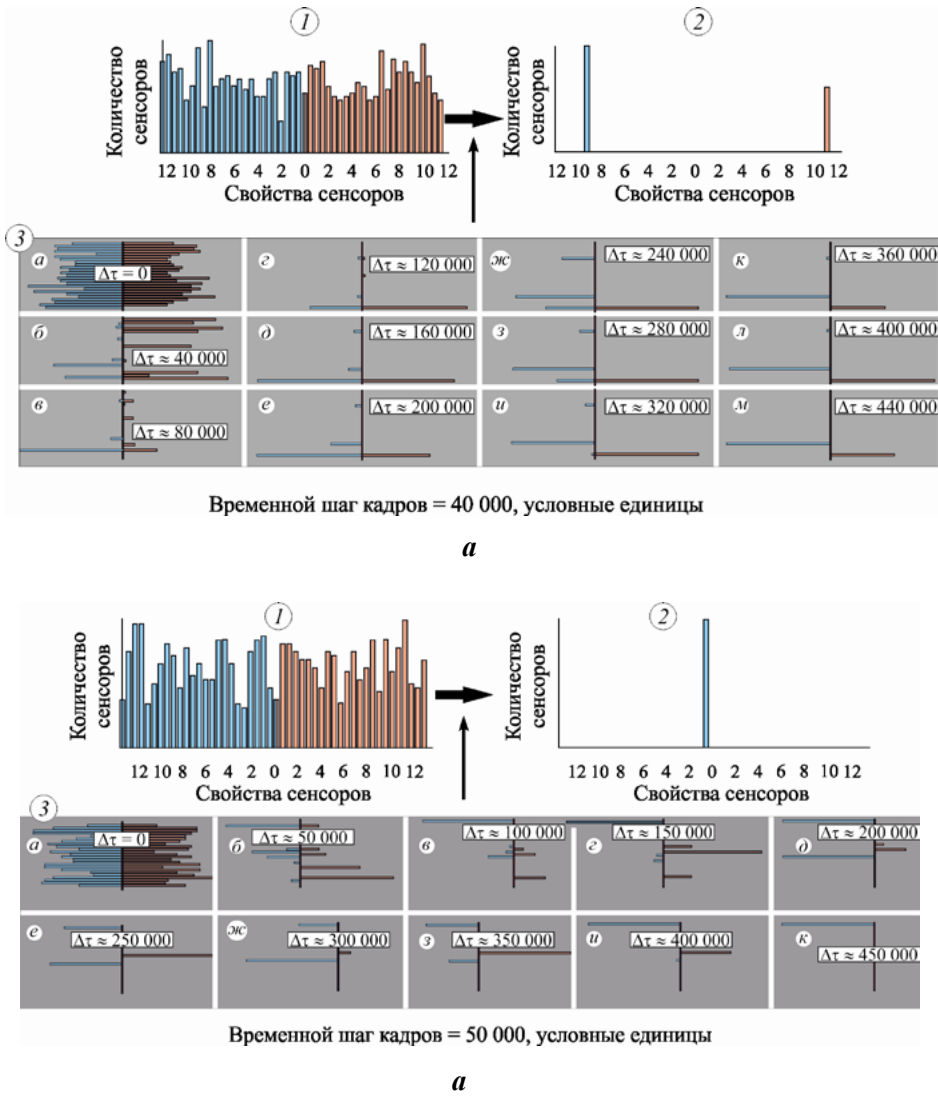 1
2
Количество
сенсоров
12 10 8 6 4 2 0 2 4 6 8 10 12
Свойства сенсоров
Количество
сенсоров
12 10 8 6 4 2 0 2 4 6 8 10 12
Свойства сенсоров
3
а Δτ = 0
г Δτ ≈ 120 000
ж Δτ ≈ 240 000
к Δτ ≈ 360 000
б Δτ ≈ 40 000
д Δτ ≈ 160 000
з Δτ ≈ 280 000
л Δτ ≈ 400 000
в Δτ ≈ 80 000
е Δτ ≈ 200 000
и Δτ ≈ 320 000
м Δτ ≈ 440 000
Временной шаг кадров = 40 000, условные единицы
а
1
2
Количество
сенсоров
12 10 8 6 4 2 0 2 4 6 8 10 12
Свойства сенсоров
Количество
сенсоров
12 10 8 6 4 2 0 2 4 6 8 10 12
Свойства сенсоров
3
а Δτ = 0
б Δτ ≈ 50 000
в Δτ ≈ 100 000
г Δτ ≈ 150 000
д Δτ ≈ 200 000
е Δτ ≈ 250 000
ж Δτ ≈ 300 000
з Δτ ≈ 350 000
и Δτ ≈ 400 000
к Δτ ≈ 450 000
Временной шаг кадров = 50 000, условные единицы
а